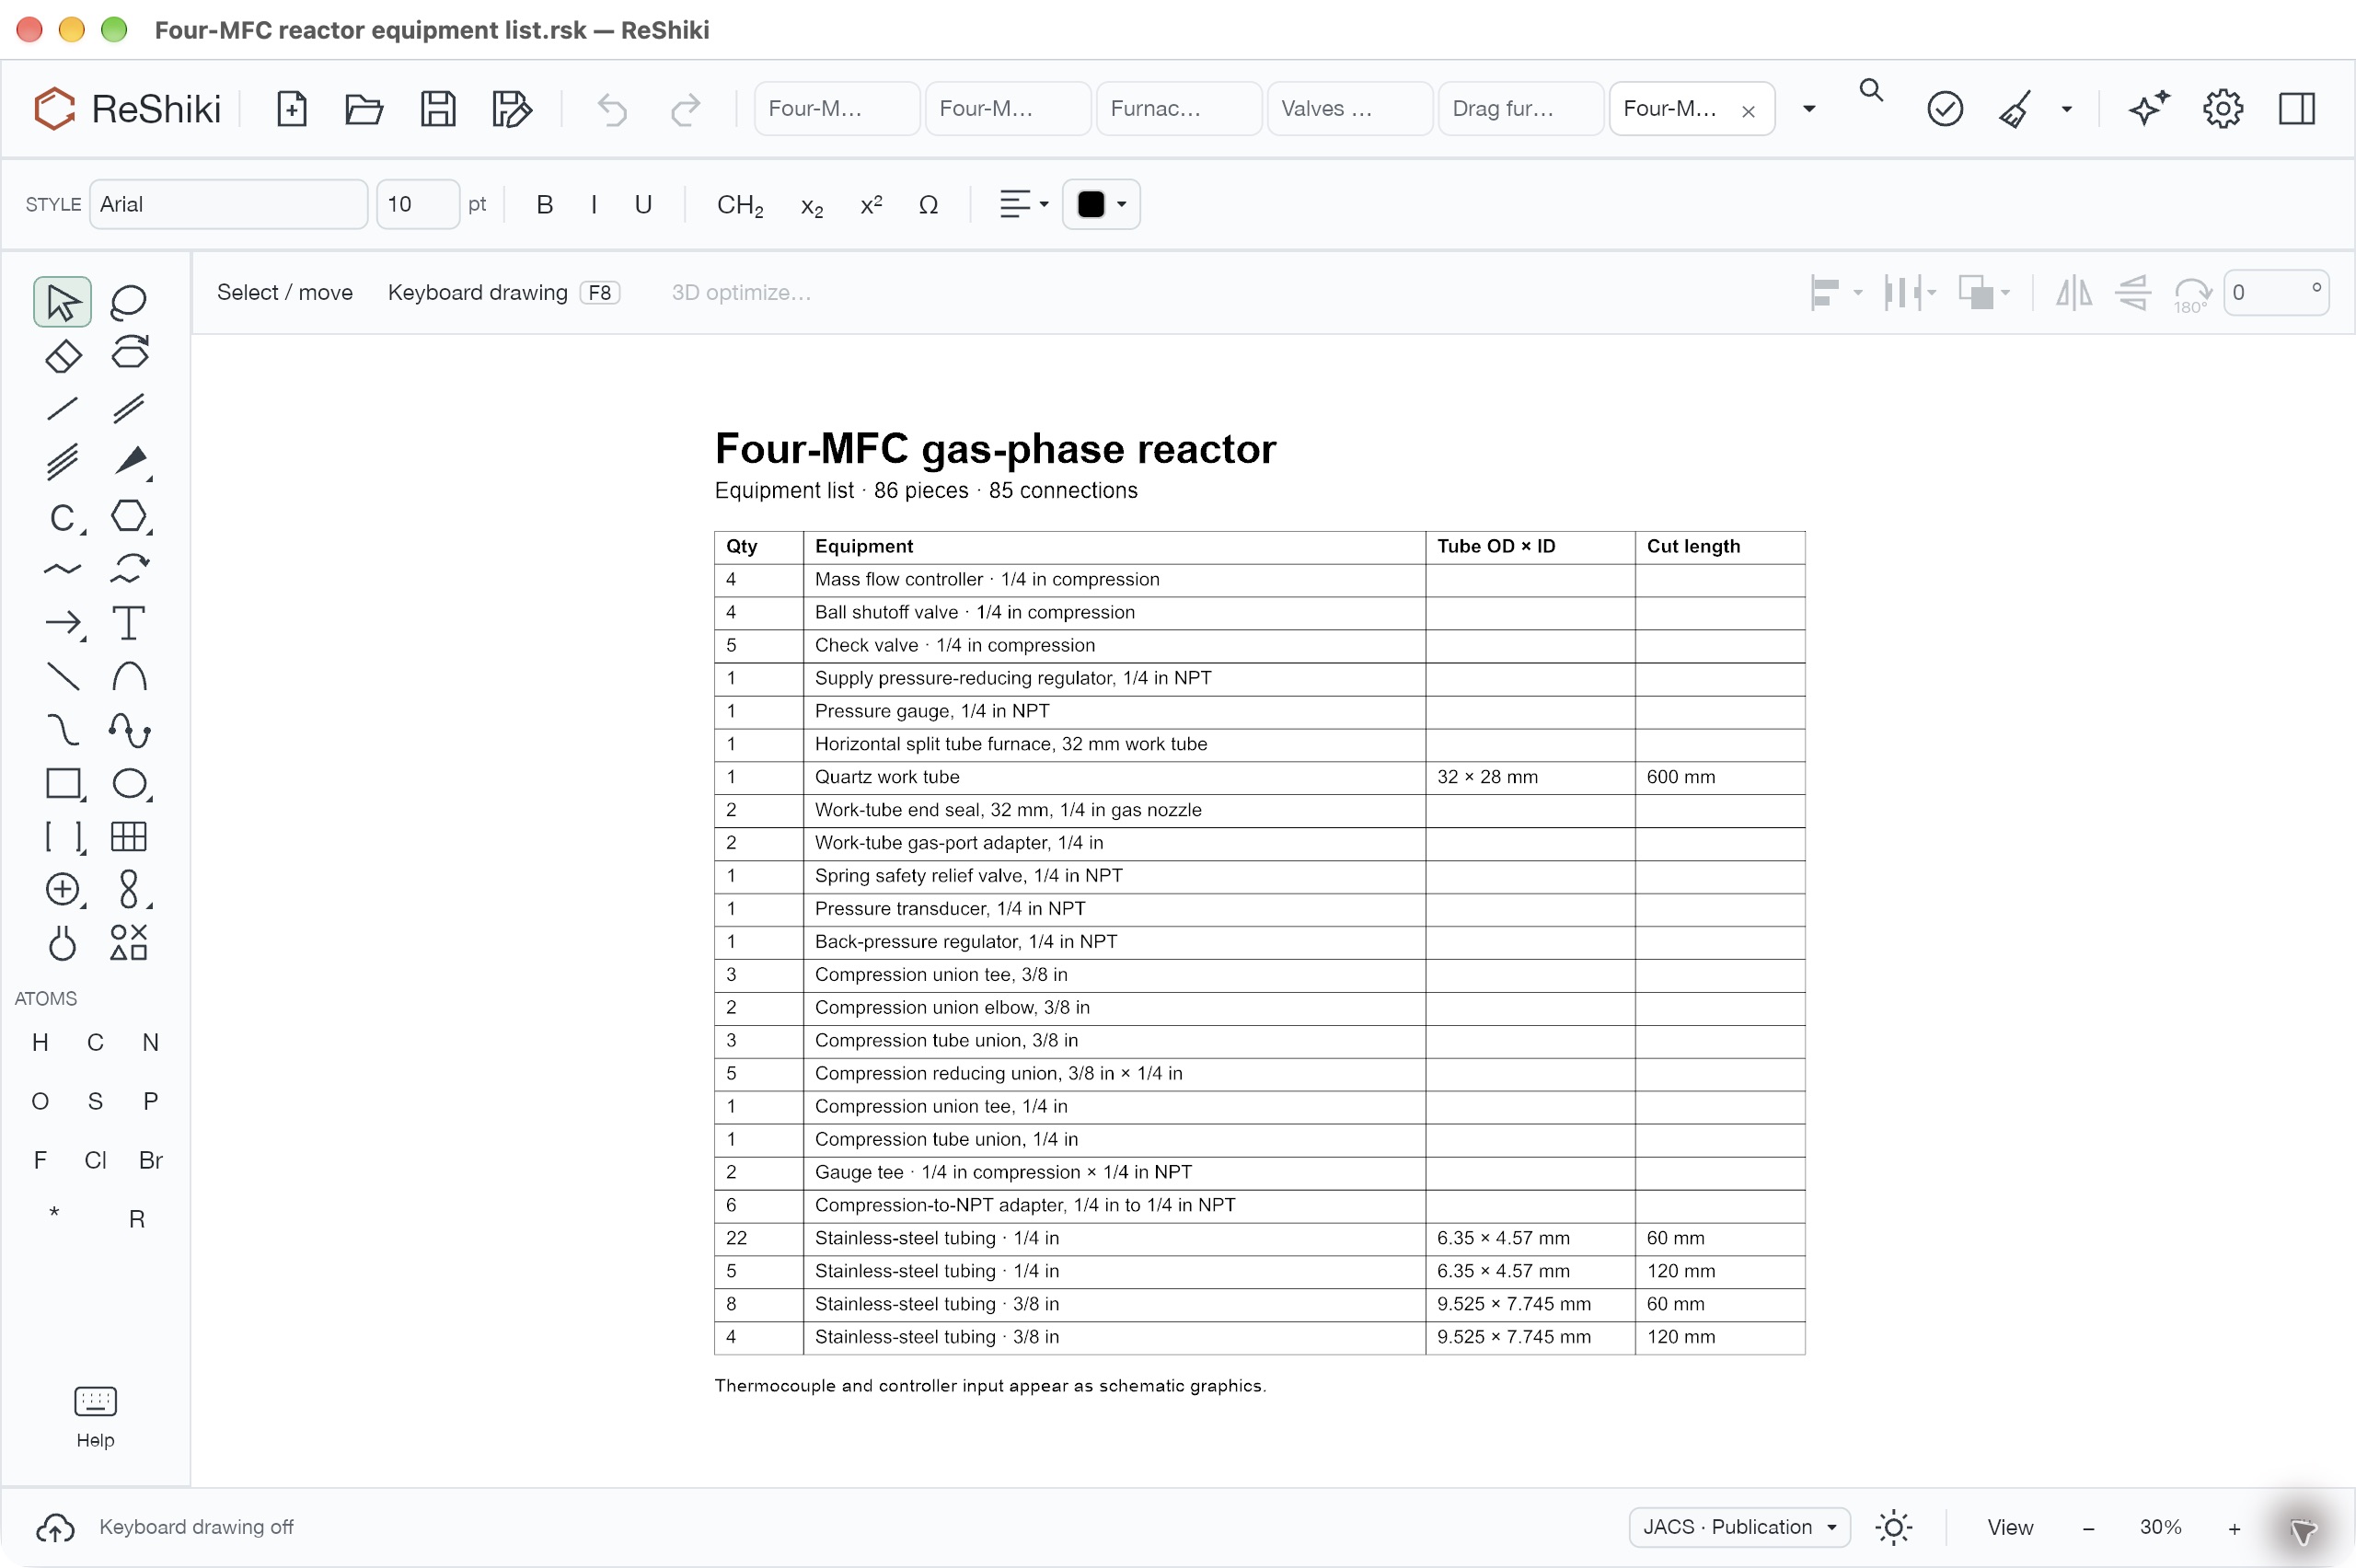 Four-MFC reactor equipment list.rsk — ReShiki
ReShiki
Four-M...
Four-M...
Furnac...
Valves ...
Drag fur...
Four-M...
STYLE Arial 10 pt B I U CH₂ x₂ x² Ω
Select / move Keyboard drawing F8 3D optimize... 180° 0 °
Four-MFC gas-phase reactor
Equipment list · 86 pieces · 85 connections
Qty Equipment Tube OD × ID Cut length
4 Mass flow controller · 1/4 in compression
4 Ball shutoff valve · 1/4 in compression
5 Check valve · 1/4 in compression
1 Supply pressure-reducing regulator, 1/4 in NPT
1 Pressure gauge, 1/4 in NPT
1 Horizontal split tube furnace, 32 mm work tube
1 Quartz work tube 32 × 28 mm 600 mm
2 Work-tube end seal, 32 mm, 1/4 in gas nozzle
2 Work-tube gas-port adapter, 1/4 in
1 Spring safety relief valve, 1/4 in NPT
1 Pressure transducer, 1/4 in NPT
1 Back-pressure regulator, 1/4 in NPT
3 Compression union tee, 3/8 in
2 Compression union elbow, 3/8 in
3 Compression tube union, 3/8 in
5 Compression reducing union, 3/8 in × 1/4 in
1 Compression union tee, 1/4 in
1 Compression tube union, 1/4 in
2 Gauge tee · 1/4 in compression × 1/4 in NPT
6 Compression-to-NPT adapter, 1/4 in to 1/4 in NPT
22 Stainless-steel tubing · 1/4 in 6.35 × 4.57 mm 60 mm
5 Stainless-steel tubing · 1/4 in 6.35 × 4.57 mm 120 mm
8 Stainless-steel tubing · 3/8 in 9.525 × 7.745 mm 60 mm
4 Stainless-steel tubing · 3/8 in 9.525 × 7.745 mm 120 mm
Thermocouple and controller input appear as schematic graphics.
C
T
[ ]
ATOMS
H C N
O S P
F Cl Br
* R
Help
Keyboard drawing off
JACS · Publication
View − 30% +